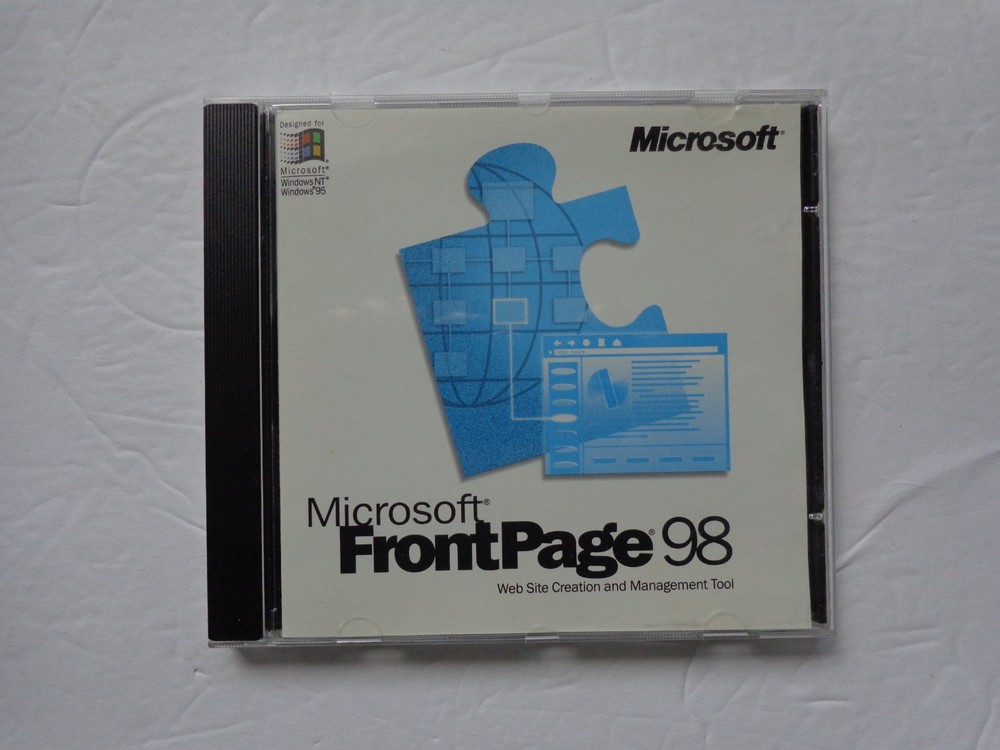 Designed for
Microsoft®
Windows NT®
Windows® 95
Microsoft®
Microsoft®
FrontPage® 98
Web Site Creation and Management Tool